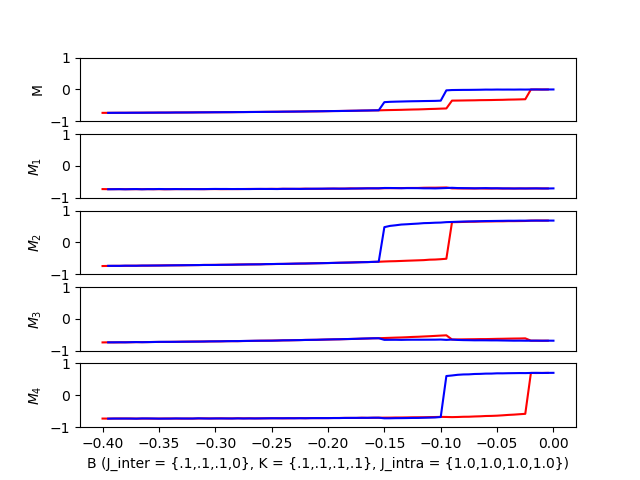 M
1
0
−1
M₁
1
0
−1
M₂
1
0
−1
M₃
1
0
−1
M₄
1
0
−1
−0.40 −0.35 −0.30 −0.25 −0.20 −0.15 −0.10 −0.05 0.00
B (J_inter = {.1,.1,.1,0}, K = {.1,.1,.1,.1}, J_intra = {1.0,1.0,1.0,1.0})